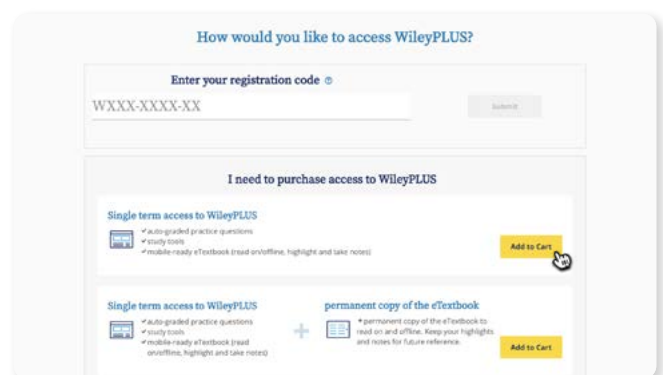 How would you like to access WileyPLUS?
Enter your registration code
WXXX-XXXX-XX
Submit
I need to purchase access to WileyPLUS
Single term access to WileyPLUS
✓auto-graded practice questions
✓study tools
✓mobile-ready eTextbook (read on/offline, highlight and take notes)
Add to Cart
Single term access to WileyPLUS
✓auto-graded practice questions
✓study tools
✓mobile-ready eTextbook (read
on/offline, highlight and take notes)
+
permanent copy of the eTextbook
permanent copy of the eTextbook to
read on and offline. Keep your highlights
and notes for future reference.
Add to Cart